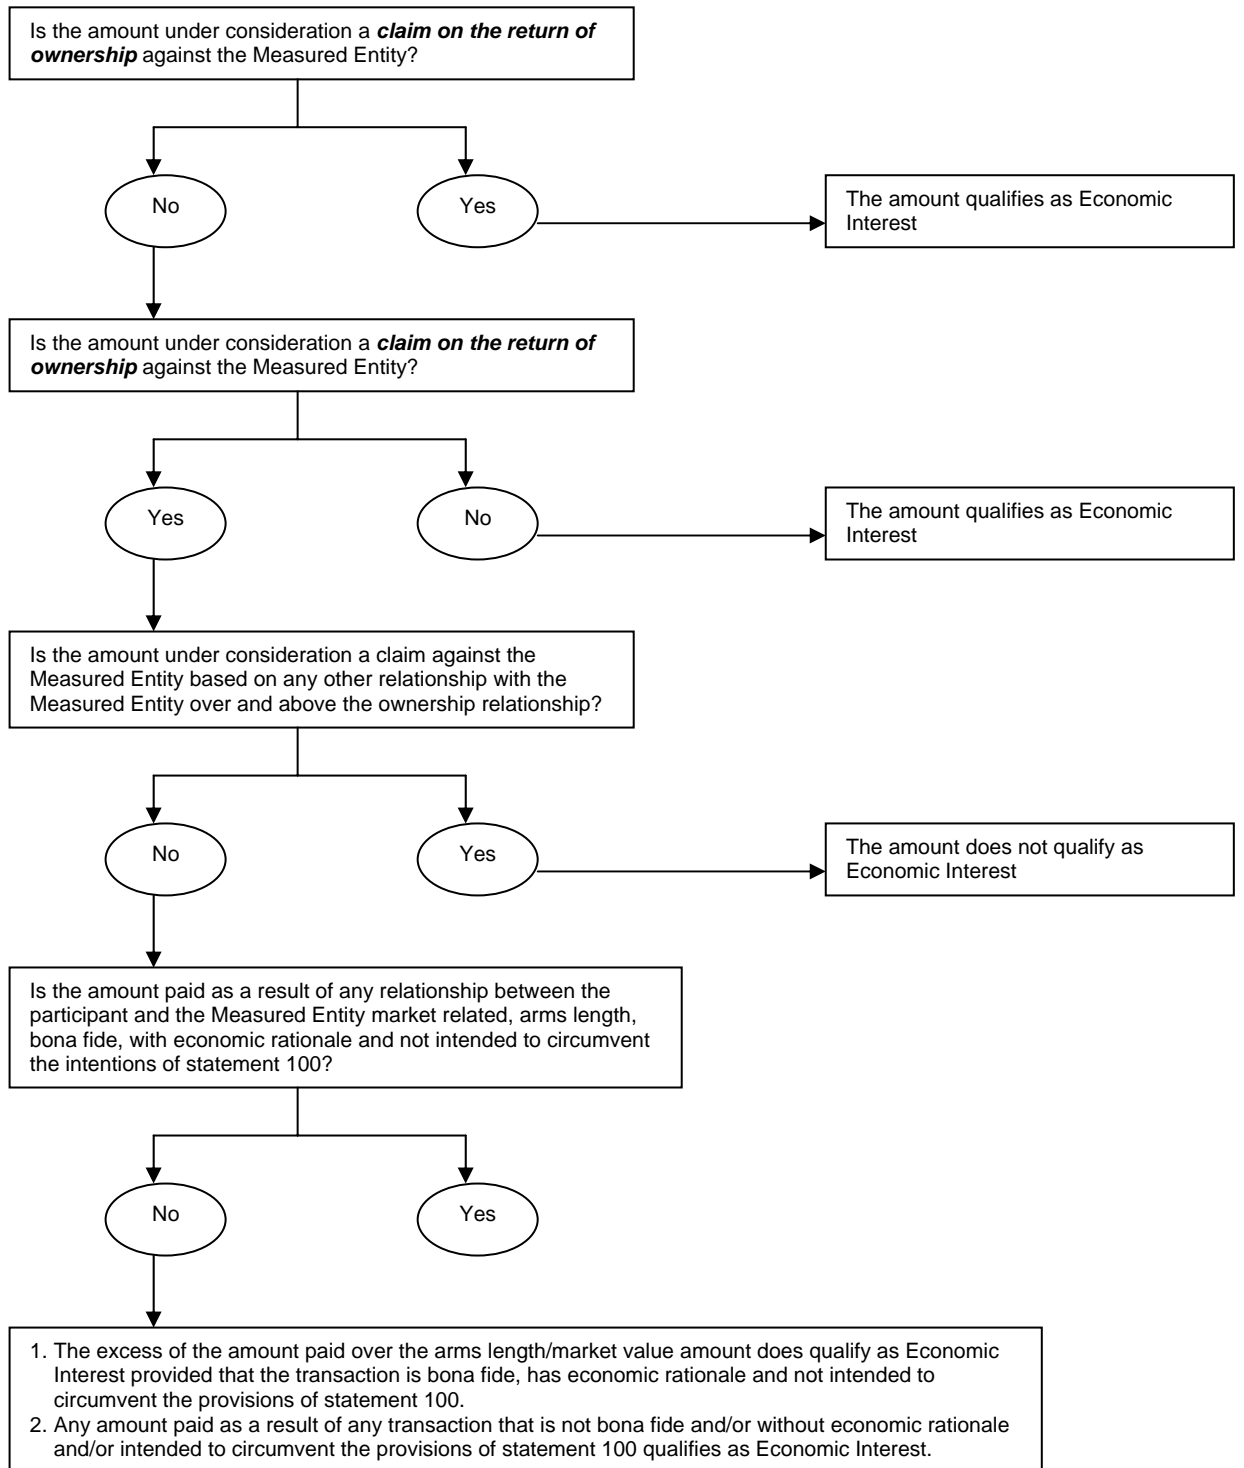 Is the amount under consideration a claim on the return of
ownership against the Measured Entity?
No
Yes
The amount qualifies as Economic
Interest
Is the amount under consideration a claim on the return of
ownership against the Measured Entity?
Yes
No
The amount qualifies as Economic
Interest
Is the amount under consideration a claim against the
Measured Entity based on any other relationship with the
Measured Entity over and above the ownership relationship?
No
Yes
The amount does not qualify as
Economic Interest
Is the amount paid as a result of any relationship between the
participant and the Measured Entity market related, arms length,
bona fide, with economic rationale and not intended to circumvent
the intentions of statement 100?
No
Yes
1. The excess of the amount paid over the arms length/market value amount does qualify as Economic
Interest provided that the transaction is bona fide, has economic rationale and not intended to
circumvent the provisions of statement 100.
2. Any amount paid as a result of any transaction that is not bona fide and/or without economic rationale
and/or intended to circumvent the provisions of statement 100 qualifies as Economic Interest.